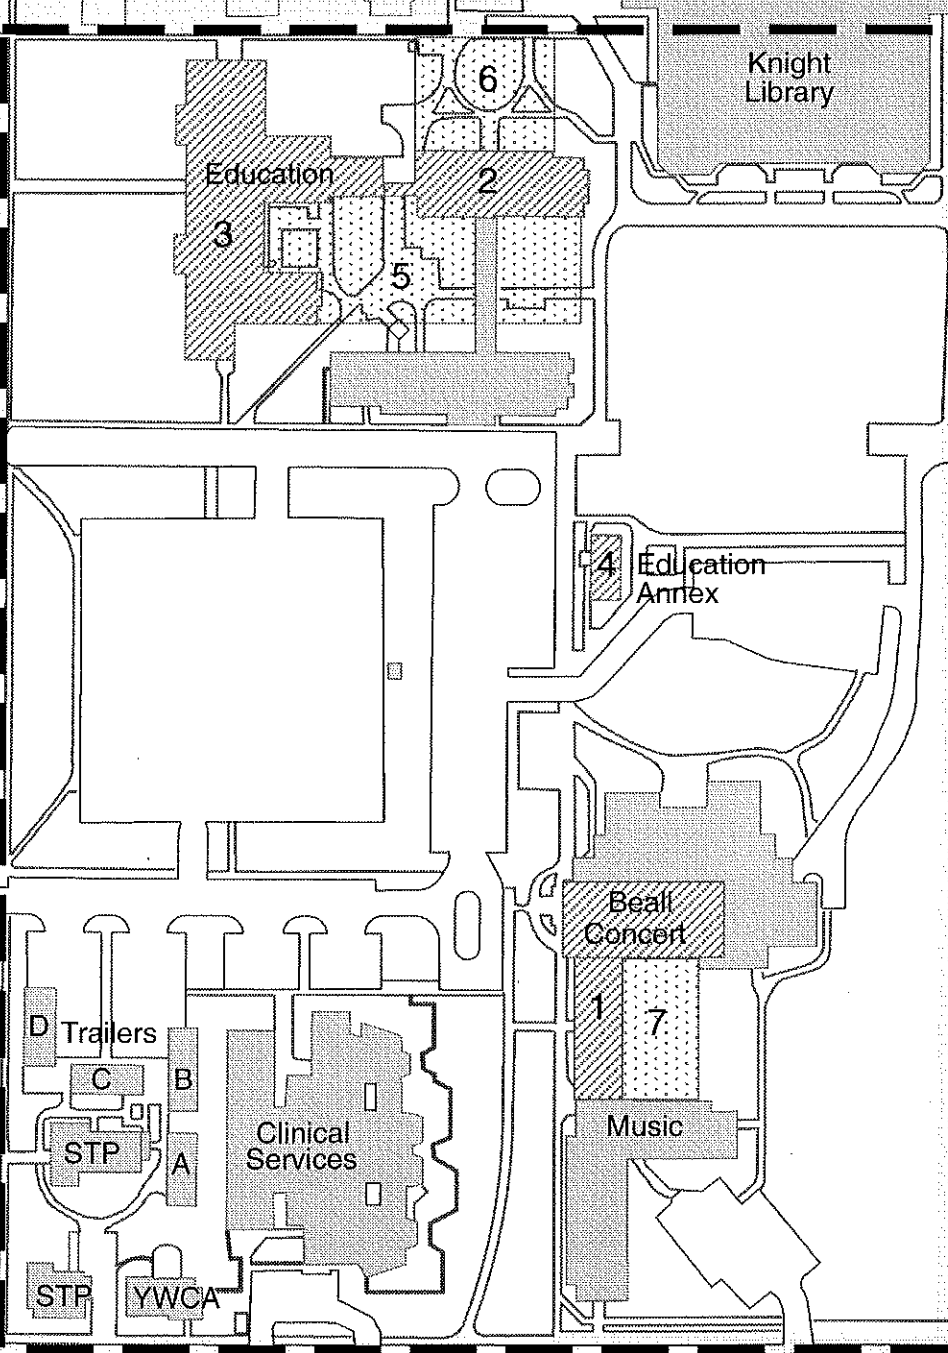 Knight
Library
6
Education
2
3
5
4
Education
Annex
Beall
Concert
1
7
D
Trailers
C
B
Music
Clinical
Services
STP
A
STP
YWCA